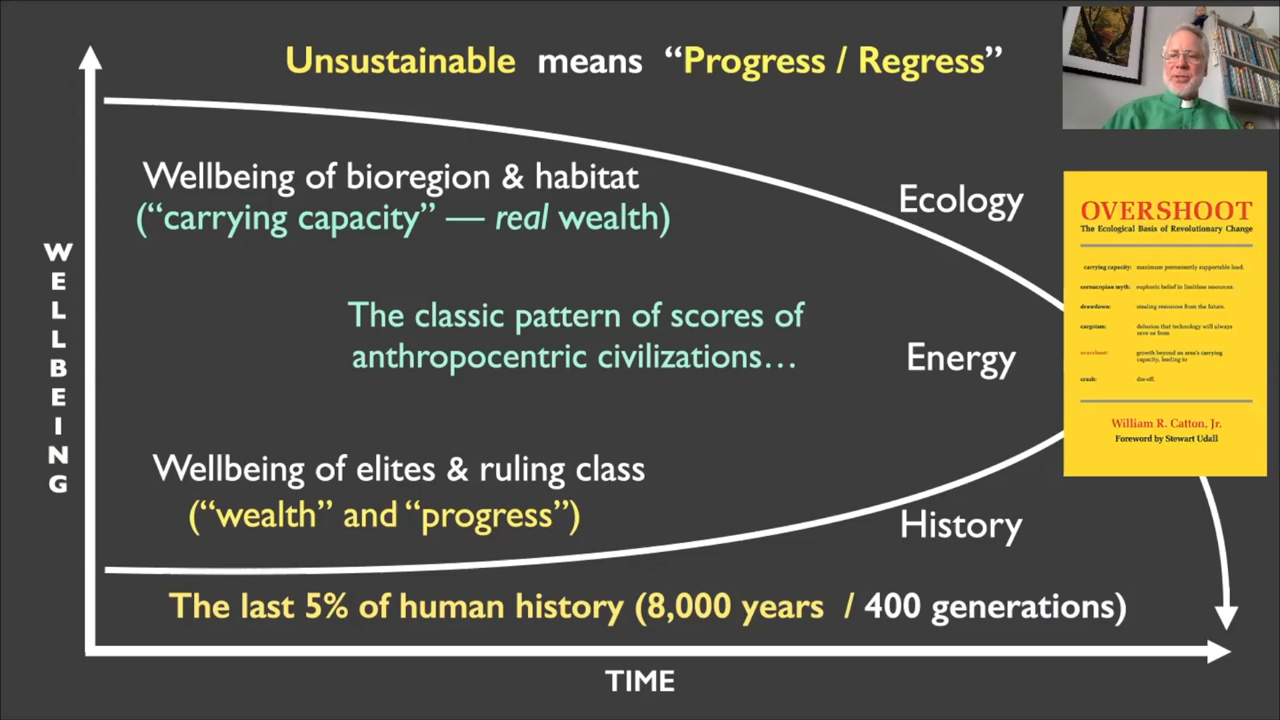 Unsustainable means “Progress / Regress”
Wellbeing of bioregion & habitat
(“carrying capacity” — real wealth)
Ecology
The classic pattern of scores of
anthropocentric civilizations…
Energy
Wellbeing of elites & ruling class
(“wealth” and “progress”)
History
The last 5% of human history (8,000 years / 400 generations)
WELLBEING
TIME
OVERSHOOT
The Ecological Basis of Revolutionary Change
carrying capacity: maximum permanently supportable load.
cornucopian myth: euphoric belief in limitless resources.
drawdown: stealing resources from the future.
cargoism: delusion that technology will always
save us from
overshoot: growth beyond an area's carrying
capacity, leading to
crash: die-off.
William R. Catton, Jr.
Foreword by Stewart Udall